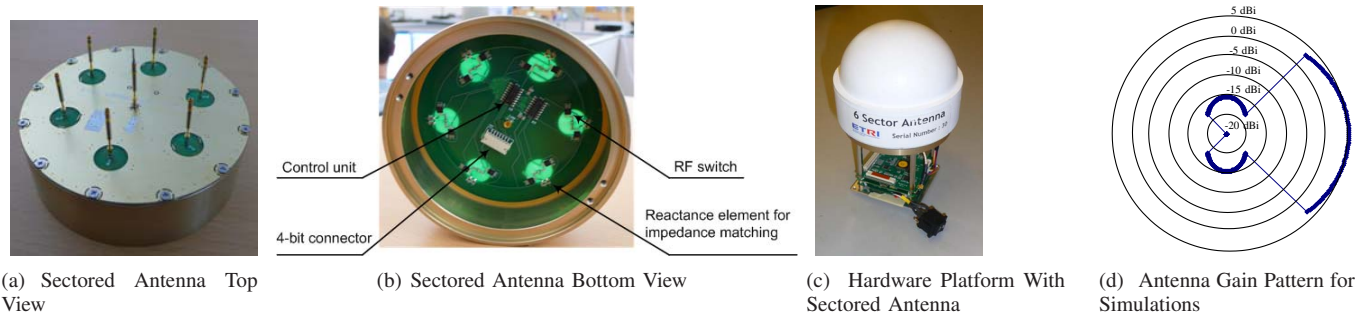 Control unit
4-bit connector
RF switch
Reactance element for
impedance matching
6 Sector Antenna
ETRI
Serial Number : 10
5 dBi
0 dBi
-5 dBi
-10 dBi
-15 dBi
-20 dBi
(a) Sectored Antenna Top
View
(b) Sectored Antenna Bottom View
(c) Hardware Platform With
Sectored Antenna
(d) Antenna Gain Pattern for
Simulations